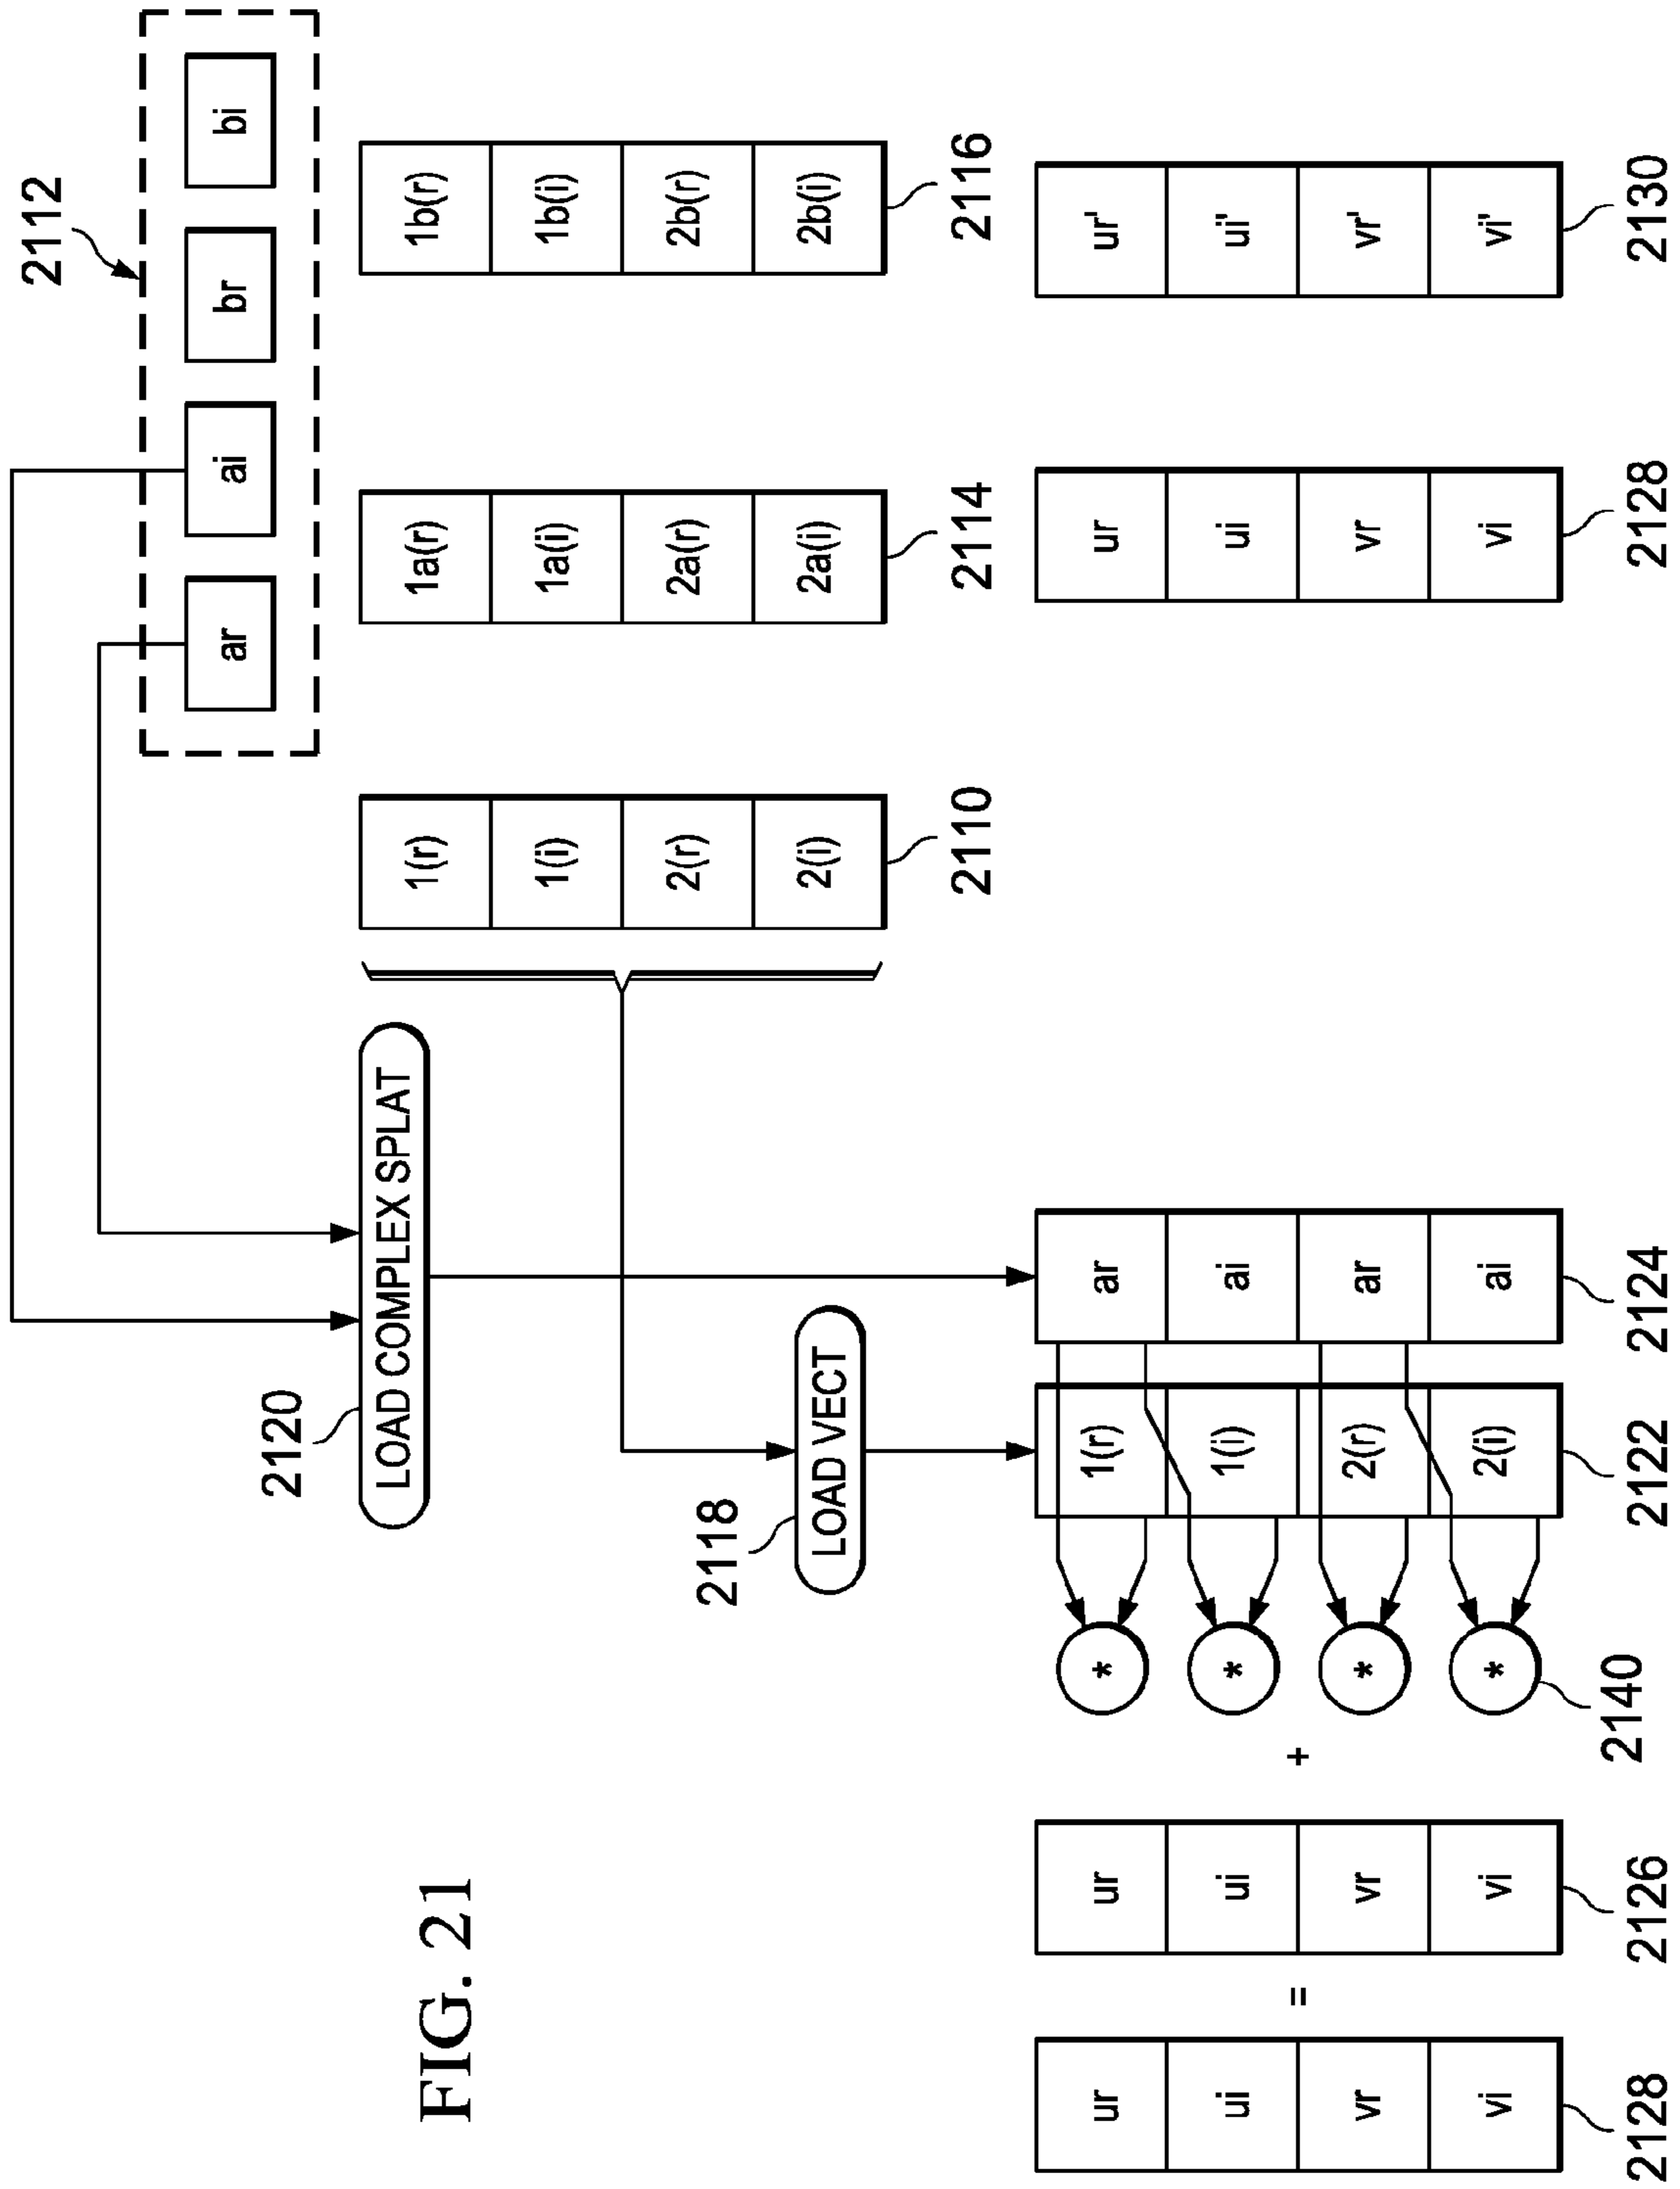 FIG. 21
2112
ar
ai
br
bi
2120
LOAD COMPLEX SPLAT
1(r)
1(i)
2(r)
2(i)
2110
1a(r)
1a(i)
2a(r)
2a(i)
2114
1b(r)
1b(i)
2b(r)
2b(i)
2116
2118
LOAD VECT
ur
ui
vr
vi
2128
=
ur
ui
vr
vi
2126
+
*
*
*
*
2140
1(r)
1(i)
2(r)
2(i)
2122
ar
ai
ar
ai
2124
ur
ui
vr
vi
2128
ur'
ui'
vr'
vi'
2130